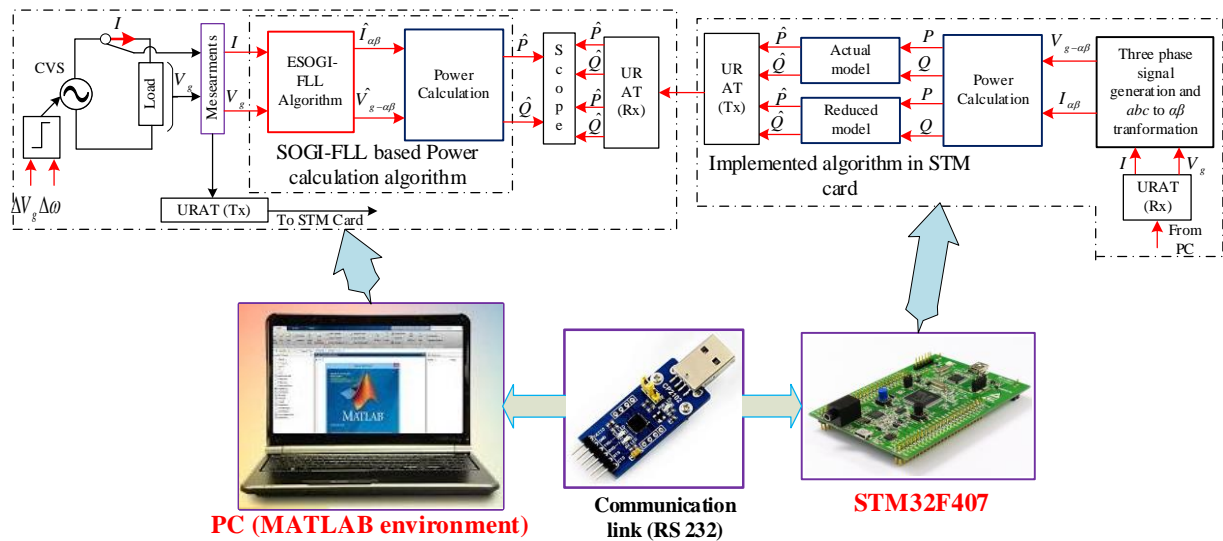 I
CVS
Load
V_g
ΔV_g Δω
Mesearments
I
V_g
ESOGI-
FLL
Algorithm
Î_αβ
V̂_g-αβ
Power
Calculation
P̂
Q̂
SOGI-FLL based Power
calculation algorithm
URAT (Tx)
To STM Card
S
c
o
p
e
P̂
Q̂
P̂
Q̂
UR
AT
(Rx)
UR
AT
(Tx)
P̂
Q̂
P̂
Q̂
Actual
model
Reduced
model
P
Q
P
Q
Power
Calculation
V_g-αβ
I_αβ
Three phase
signal
generation and
abc to αβ
tranformation
I
V_g
URAT
(Rx)
From
PC
Implemented algorithm in STM
card
MATLAB
CP2102
PC (MATLAB environment)
Communication
link (RS 232)
STM32F407